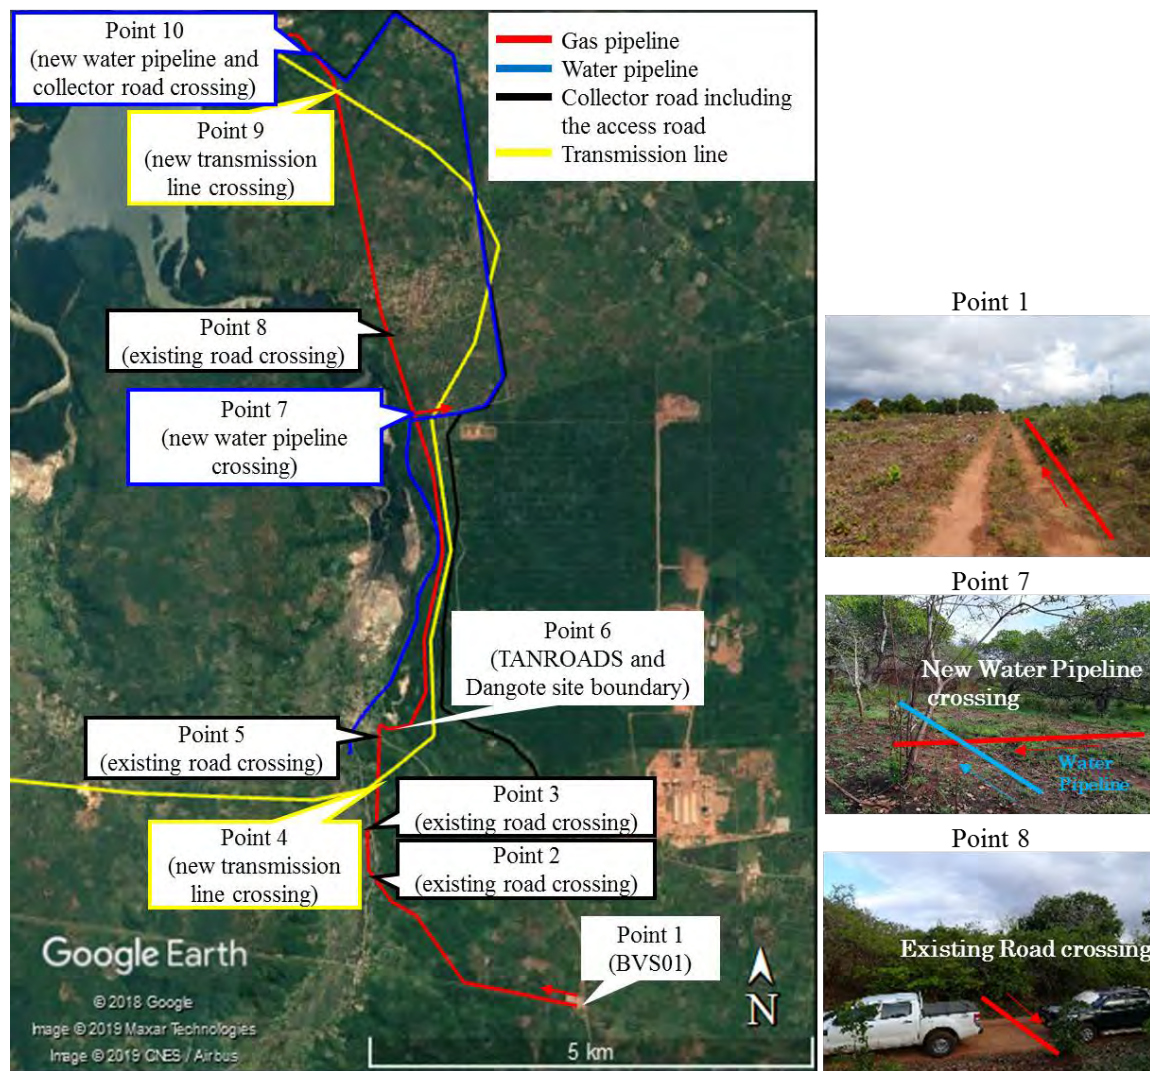 Point 10
(new water pipeline and
collector road crossing)
Point 9
(new transmission
line crossing)
Gas pipeline
Water pipeline
Collector road including
the access road
Transmission line
Point 8
(existing road crossing)
Point 7
(new water pipeline
crossing)
Point 6
(TANROADS and
Dangote site boundary)
Point 5
(existing road crossing)
Point 3
(existing road crossing)
Point 4
(new transmission
line crossing)
Point 2
(existing road crossing)
Point 1
(BVS01)
Google Earth
© 2018 Google
Image © 2019 Maxar Technologies
Image © 2019 CNES / Airbus
N
5 km
Point 1
Point 7
New Water Pipeline
crossing
Water
Pipeline
Point 8
Existing Road crossing